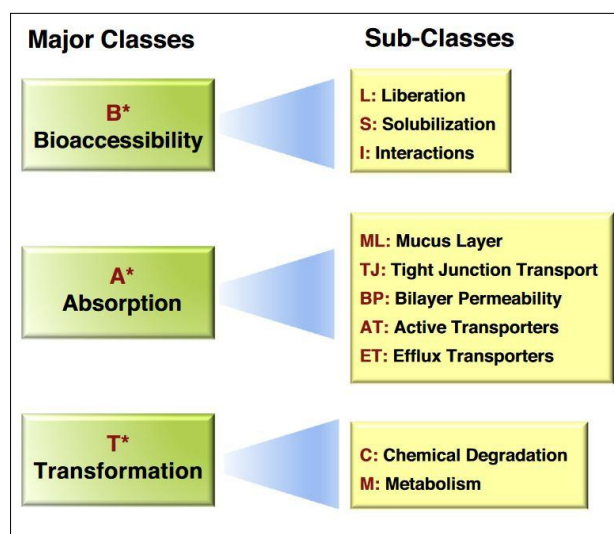 Major Classes
Sub-Classes
B*
Bioaccessibility
L: Liberation
S: Solubilization
I: Interactions
A*
Absorption
ML: Mucus Layer
TJ: Tight Junction Transport
BP: Bilayer Permeability
AT: Active Transporters
ET: Efflux Transporters
T*
Transformation
C: Chemical Degradation
M: Metabolism